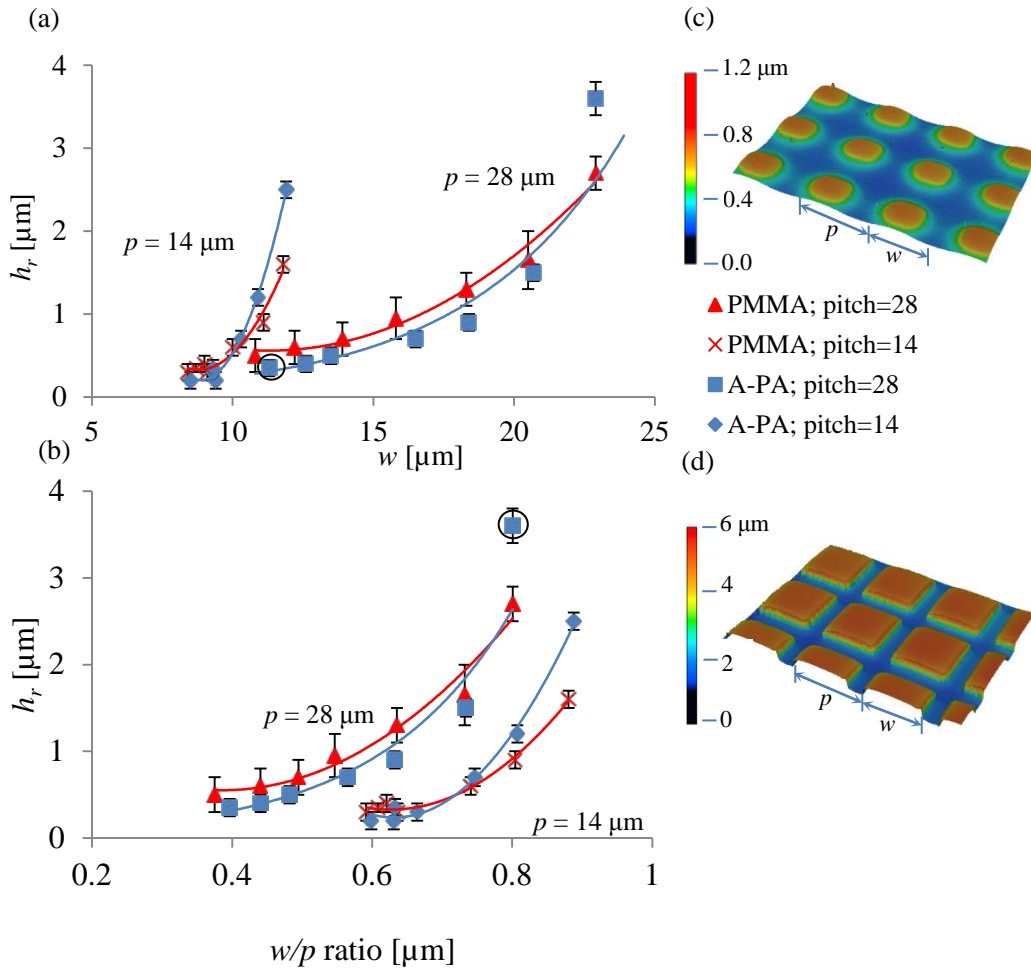 (a)
4
3
2
1
0
5
10
15
20
25
h_r [µm]
w [µm]
p = 28 µm
p = 14 µm
(c)
1.2 µm
0.8
0.4
0.0
p
w
PMMA; pitch=28
PMMA; pitch=14
A-PA; pitch=28
A-PA; pitch=14
(b)
4
3
2
1
0
0.2
0.4
0.6
0.8
1
h_r [µm]
w/p ratio [µm]
p = 28 µm
p = 14 µm
(d)
6 µm
4
2
0
p
w